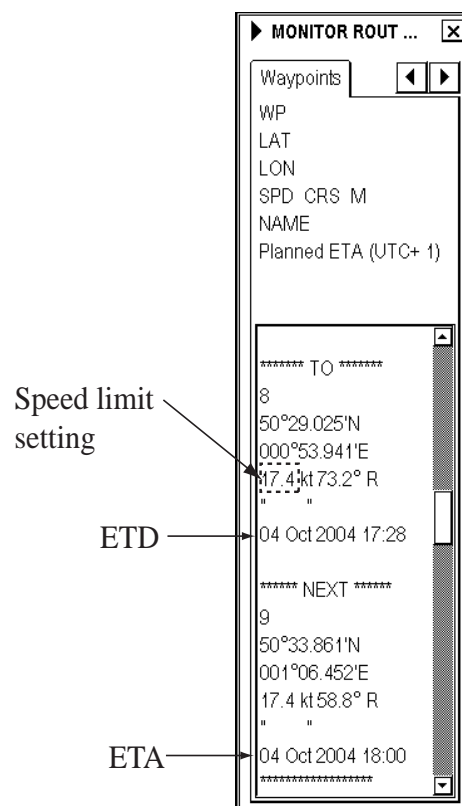 MONITOR ROUT ...
Waypoints
WP
LAT
LON
SPD CRS M
NAME
Planned ETA (UTC+ 1)
******* TO *******
8
50°29.025'N
000°53.941'E
Speed limit
setting
17.4 kt 73.2° R
" "
ETD
04 Oct 2004 17:28
****** NEXT ******
9
50°33.861'N
001°06.452'E
17.4 kt 58.8° R
" "
ETA
04 Oct 2004 18:00
******************